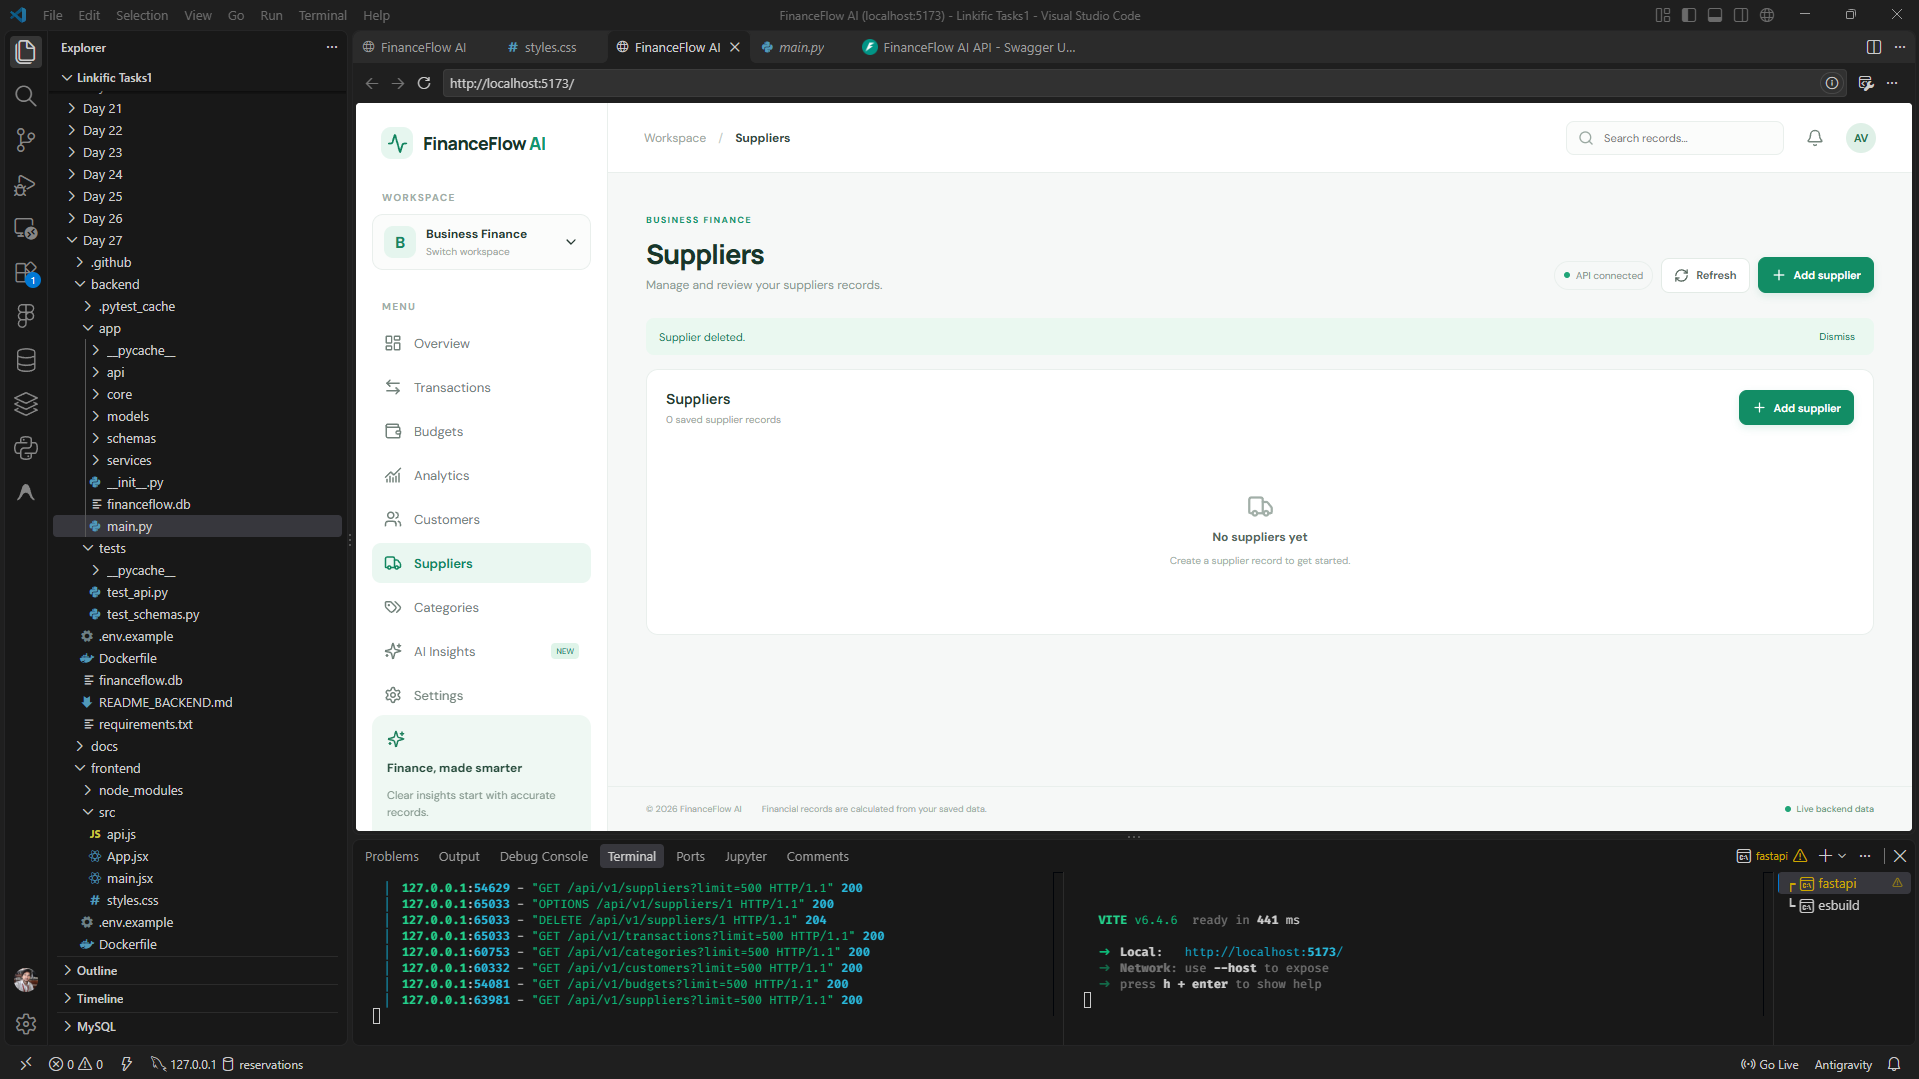 File Edit Selection View Go Run Terminal Help
FinanceFlow AI (localhost:5173) - Linkific Tasks1 - Visual Studio Code
Explorer
Linkific Tasks1
Day 21
Day 22
Day 23
Day 24
Day 25
Day 26
Day 27
.github
backend
.pytest_cache
app
__pycache__
api
core
models
schemas
services
__init__.py
financeflow.db
main.py
tests
__pycache__
test_api.py
test_schemas.py
.env.example
Dockerfile
financeflow.db
README_BACKEND.md
requirements.txt
docs
frontend
node_modules
src
JS api.js
App.jsx
main.jsx
# styles.css
.env.example
Dockerfile
Outline
Timeline
MySQL
1
FinanceFlow AI
# styles.css
FinanceFlow AI
main.py
FinanceFlow AI API - Swagger U...
http://localhost:5173/
FinanceFlow AI
WORKSPACE
B
Business Finance
Switch workspace
MENU
Overview
Transactions
Budgets
Analytics
Customers
Suppliers
Categories
AI Insights NEW
Settings
Finance, made smarter
Clear insights start with accurate
records.
Workspace / Suppliers
Search records...
AV
BUSINESS FINANCE
Suppliers
Manage and review your suppliers records.
API connected
Refresh
Add supplier
Supplier deleted.
Dismiss
Suppliers
0 saved supplier records
Add supplier
No suppliers yet
Create a supplier record to get started.
© 2026 FinanceFlow AI
Financial records are calculated from your saved data.
Live backend data
Problems Output Debug Console Terminal Ports Jupyter Comments
fastapi
127.0.0.1:54629 - "GET /api/v1/suppliers?limit=500 HTTP/1.1" 200
127.0.0.1:65033 - "OPTIONS /api/v1/suppliers/1 HTTP/1.1" 200
127.0.0.1:65033 - "DELETE /api/v1/suppliers/1 HTTP/1.1" 204
127.0.0.1:65033 - "GET /api/v1/transactions?limit=500 HTTP/1.1" 200
127.0.0.1:60753 - "GET /api/v1/categories?limit=500 HTTP/1.1" 200
127.0.0.1:60332 - "GET /api/v1/customers?limit=500 HTTP/1.1" 200
127.0.0.1:54081 - "GET /api/v1/budgets?limit=500 HTTP/1.1" 200
127.0.0.1:63981 - "GET /api/v1/suppliers?limit=500 HTTP/1.1" 200
VITE v6.4.6 ready in 441 ms
➜ Local: http://localhost:5173/
➜ Network: use --host to expose
➜ press h + enter to show help
fastapi
esbuild
0 0
127.0.0.1 reservations
Go Live
Antigravity